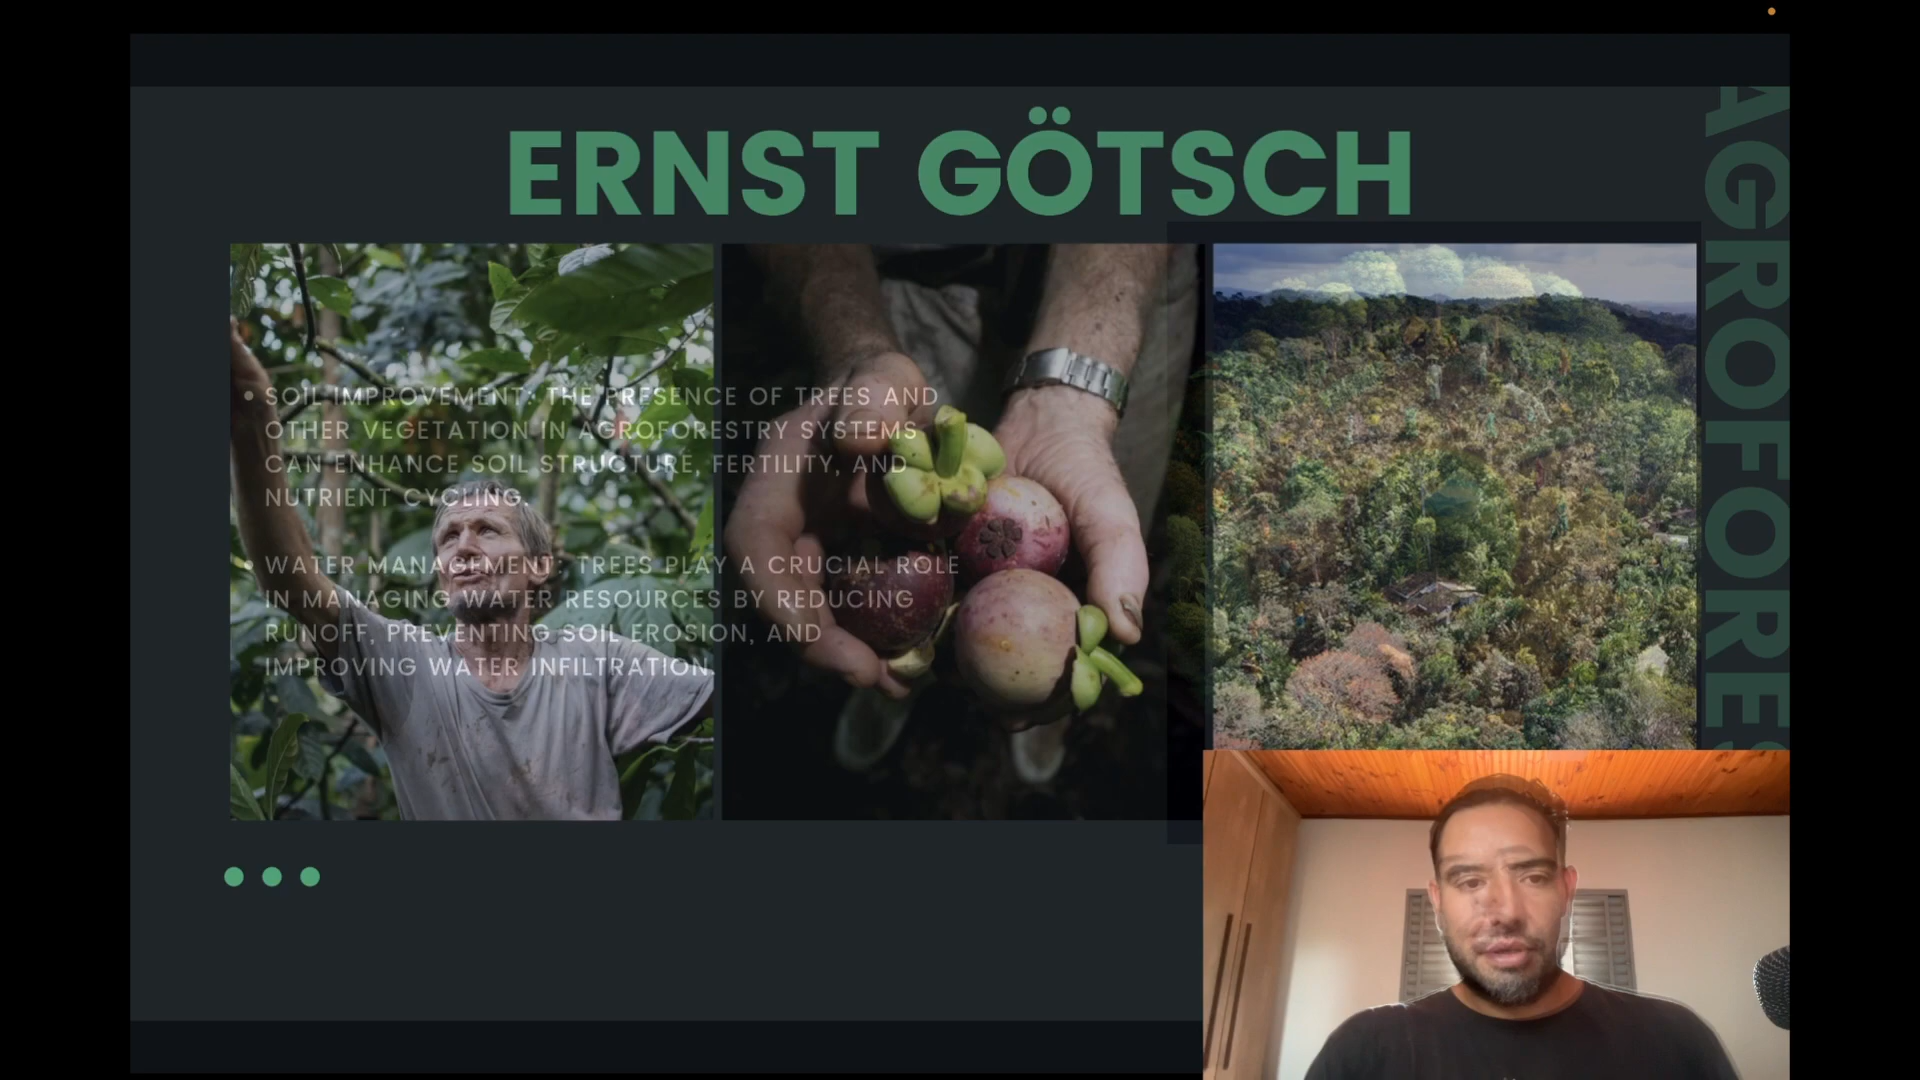 ERNST GÖTSCH
• SOIL IMPROVEMENT: THE PRESENCE OF TREES AND
OTHER VEGETATION IN AGROFORESTRY SYSTEMS
CAN ENHANCE SOIL STRUCTURE, FERTILITY, AND
NUTRIENT CYCLING.
• WATER MANAGEMENT: TREES PLAY A CRUCIAL ROLE
IN MANAGING WATER RESOURCES BY REDUCING
RUNOFF, PREVENTING SOIL EROSION, AND
IMPROVING WATER INFILTRATION.
AGROFORES